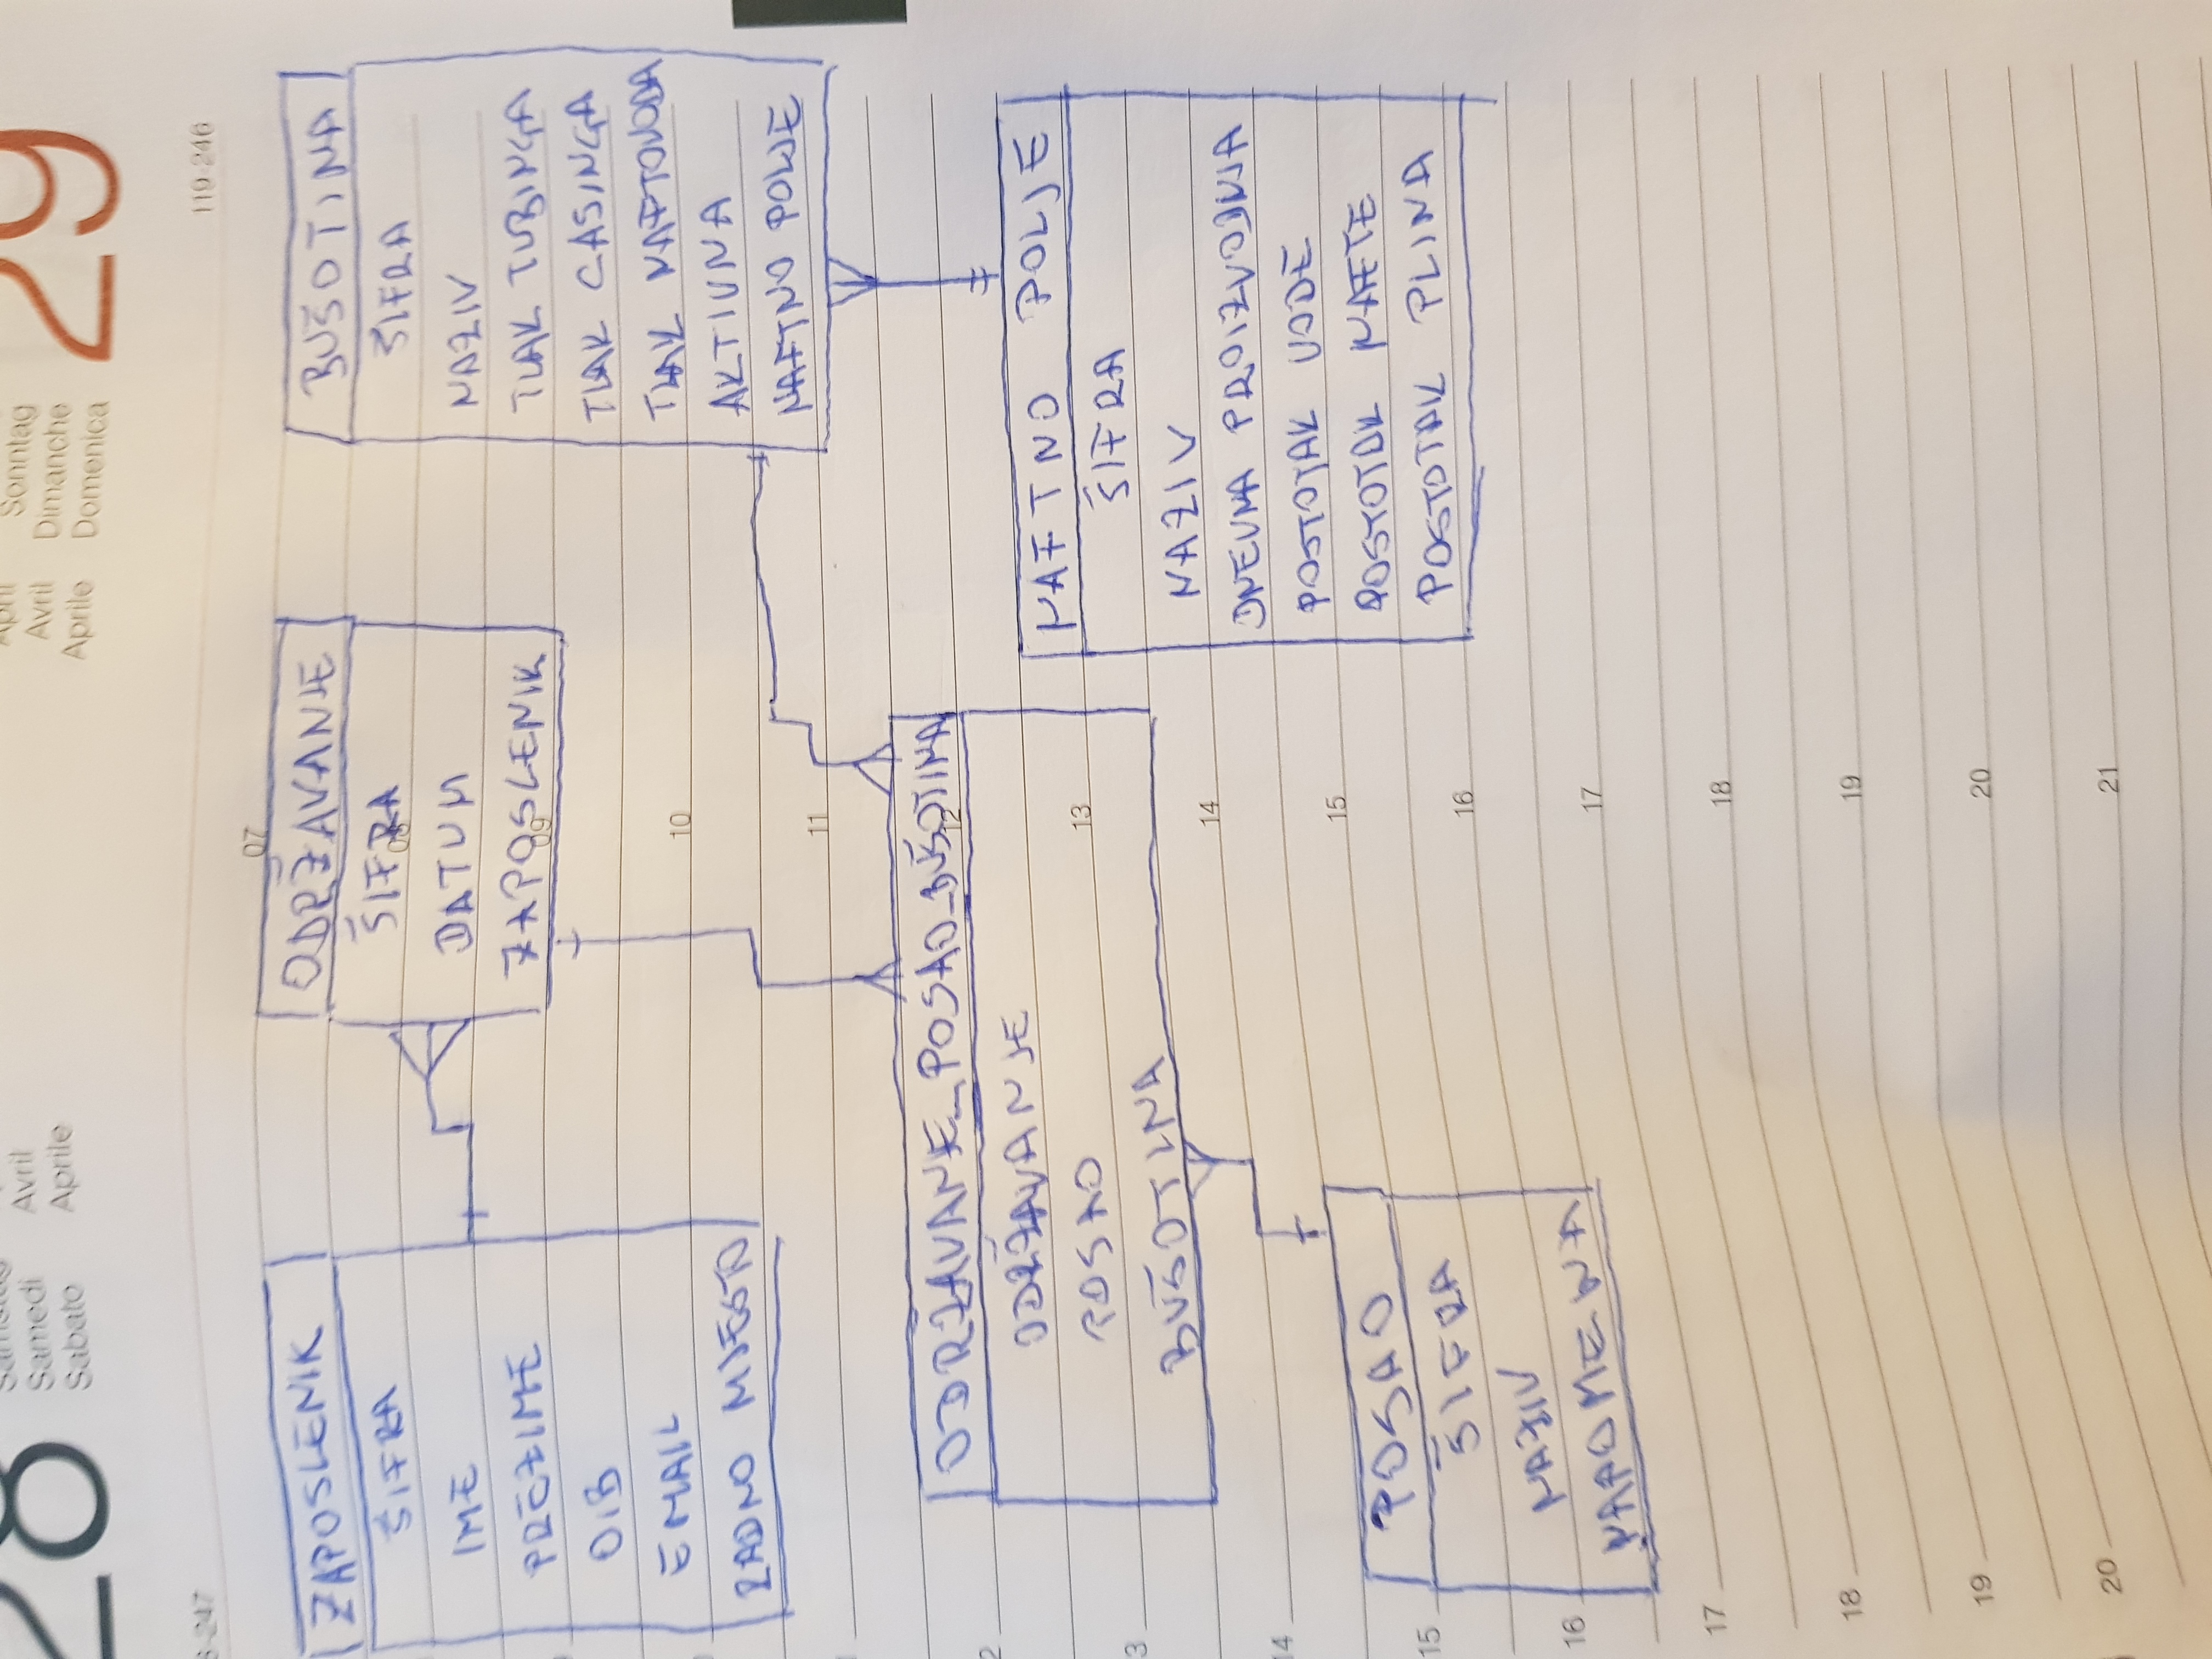 28
Samstag
Samedi Avril
Sabato Aprile
April Sonntag
Avril Dimanche
Aprile Domenica
29
-247
119-246
07
ZAPOSLENIK
ŠIFRA
IME
PREZIME
OIB
EMAIL
RADNO MJESTO
ODRŽAVANJE
ŠIFRA
08
DATUM
ZAPOSLENIK
09
BUŠOTINA
ŠIFRA
NAZIV
TLAK TUBINGA
TLAK CASINGA
TLAK NAFTOVODA
AKTIVNA
NAFTNO POLJE
10
11
ODRŽAVANJE_POSAO_BUŠOTINA
12
ODRŽAVANJE
POSAO
BUŠOTINA
13
NAFTNO POLJE
ŠIFRA
NAZIV
DNEVNA PROIZVODNJA
POSTOTAK VODE
POSTOTAK NAFTE
POSTOTAK PLINA
14
15
16
POSAO
ŠIFRA
NAZIV
NAPOMENA
2
3
14
15
16
17
18
19
20
17
18
19
20
21